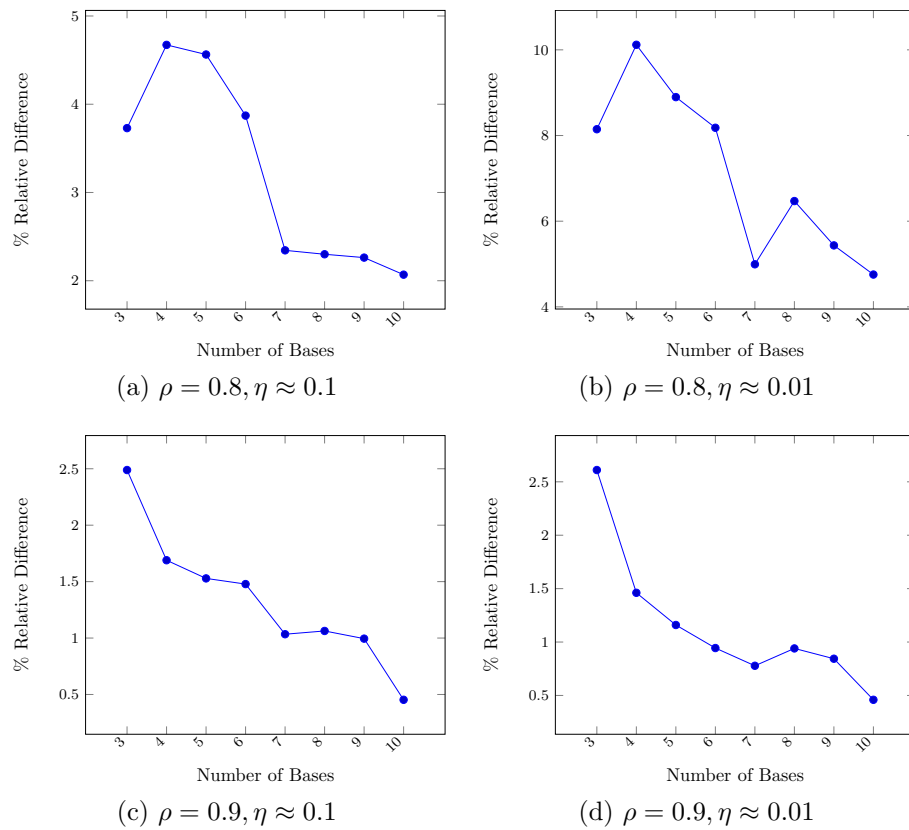 5
4
3
2
% Relative Difference
3 4 5 6 7 8 9 10
Number of Bases
(a) ρ = 0.8, η ≈ 0.1
10
8
6
4
% Relative Difference
3 4 5 6 7 8 9 10
Number of Bases
(b) ρ = 0.8, η ≈ 0.01
2.5
2
1.5
1
0.5
% Relative Difference
3 4 5 6 7 8 9 10
Number of Bases
(c) ρ = 0.9, η ≈ 0.1
2.5
2
1.5
1
0.5
% Relative Difference
3 4 5 6 7 8 9 10
Number of Bases
(d) ρ = 0.9, η ≈ 0.01